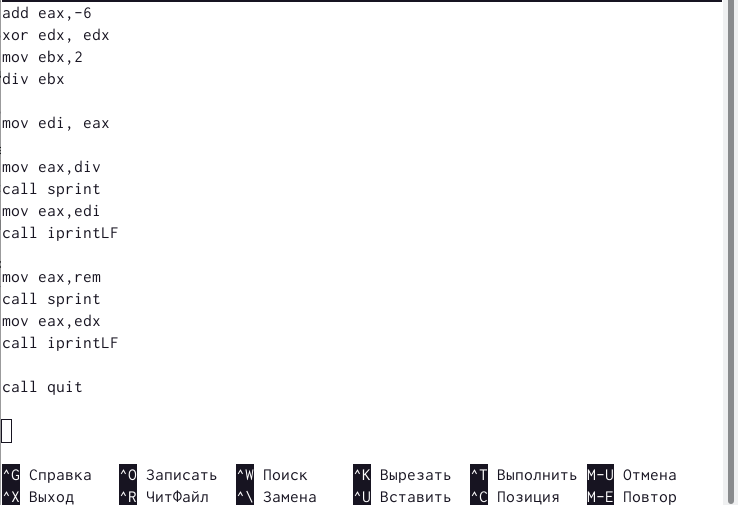 add eax,-6
xor edx, edx
mov ebx,2
div ebx
mov edi, eax
mov eax,div
call sprint
mov eax,edi
call iprintLF
mov eax,rem
call sprint
mov eax,edx
call iprintLF
call quit
^G Справка ^O Записать ^W Поиск ^K Вырезать ^T Выполнить M-U Отмена
^X Выход ^R ЧитФайл ^\ Замена ^U Вставить ^C Позиция M-E Повтор